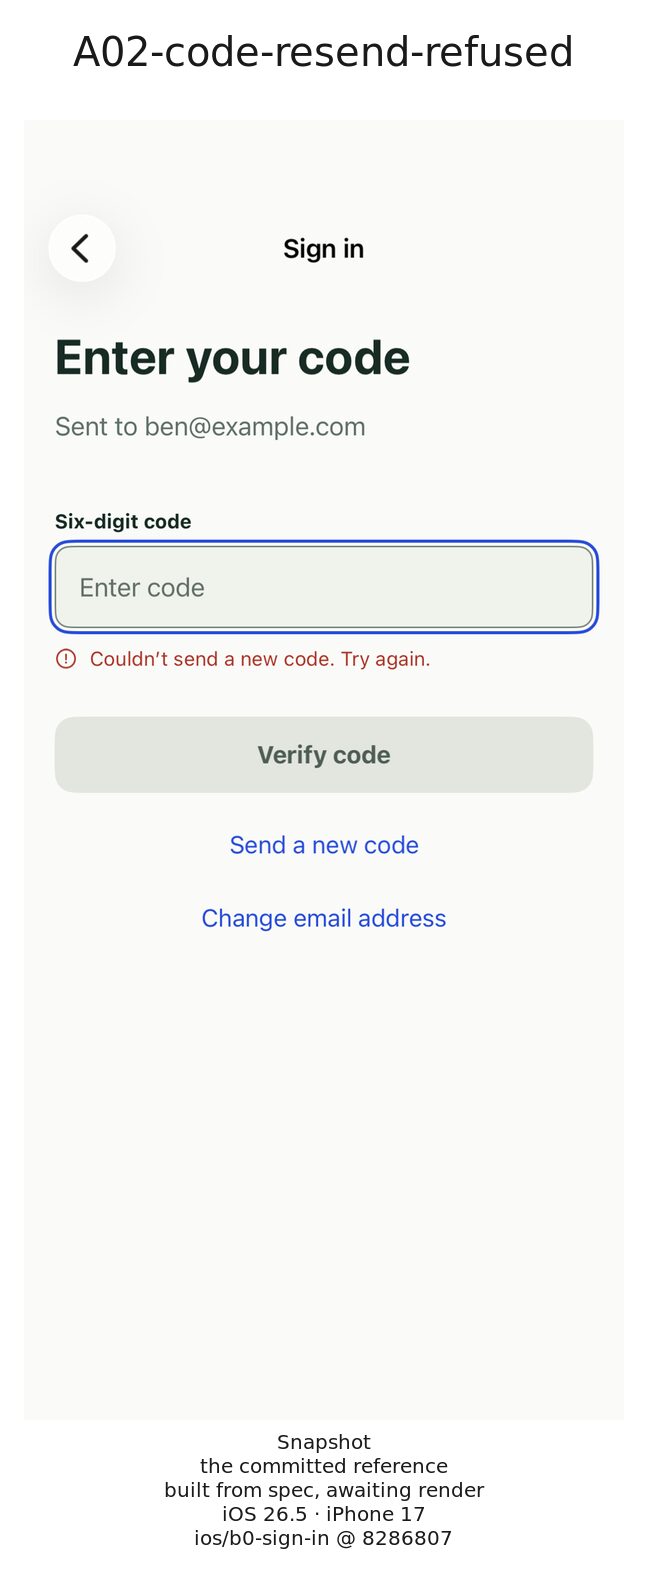 A02-code-resend-refused
Sign in
Enter your code
Sent to ben@example.com
Six-digit code
Enter code
Couldn’t send a new code. Try again.
Verify code
Send a new code
Change email address
Snapshot
the committed reference
built from spec, awaiting render
iOS 26.5 · iPhone 17
ios/b0-sign-in @ 8286807